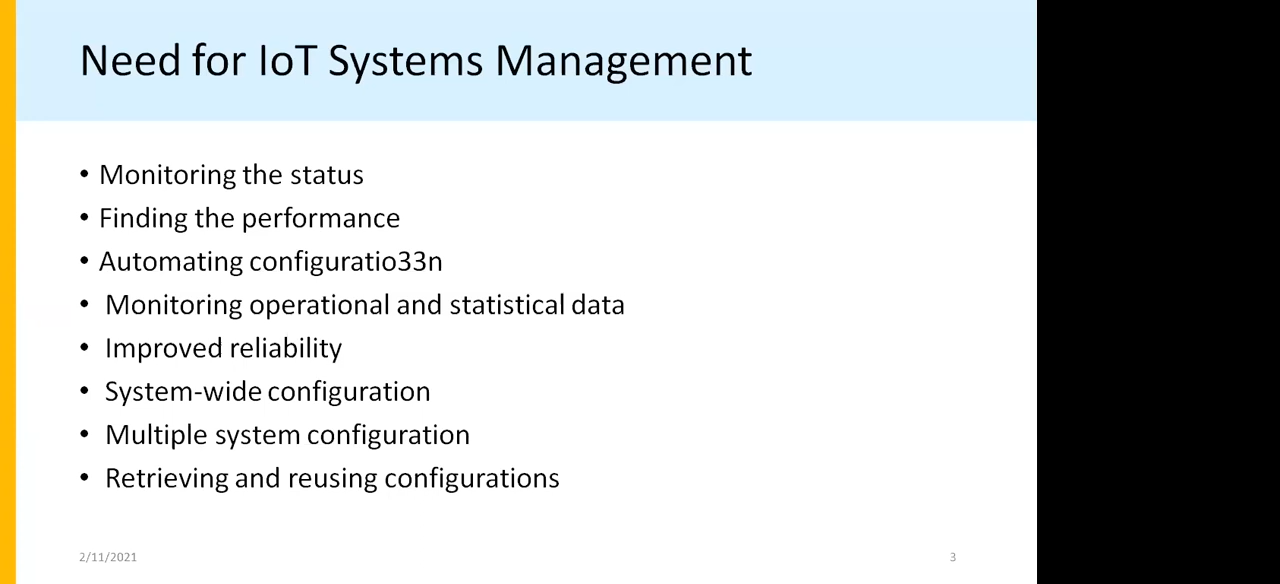 Need for IoT Systems Management
• Monitoring the status
• Finding the performance
• Automating configuratio33n
• Monitoring operational and statistical data
• Improved reliability
• System-wide configuration
• Multiple system configuration
• Retrieving and reusing configurations
2/11/2021
3